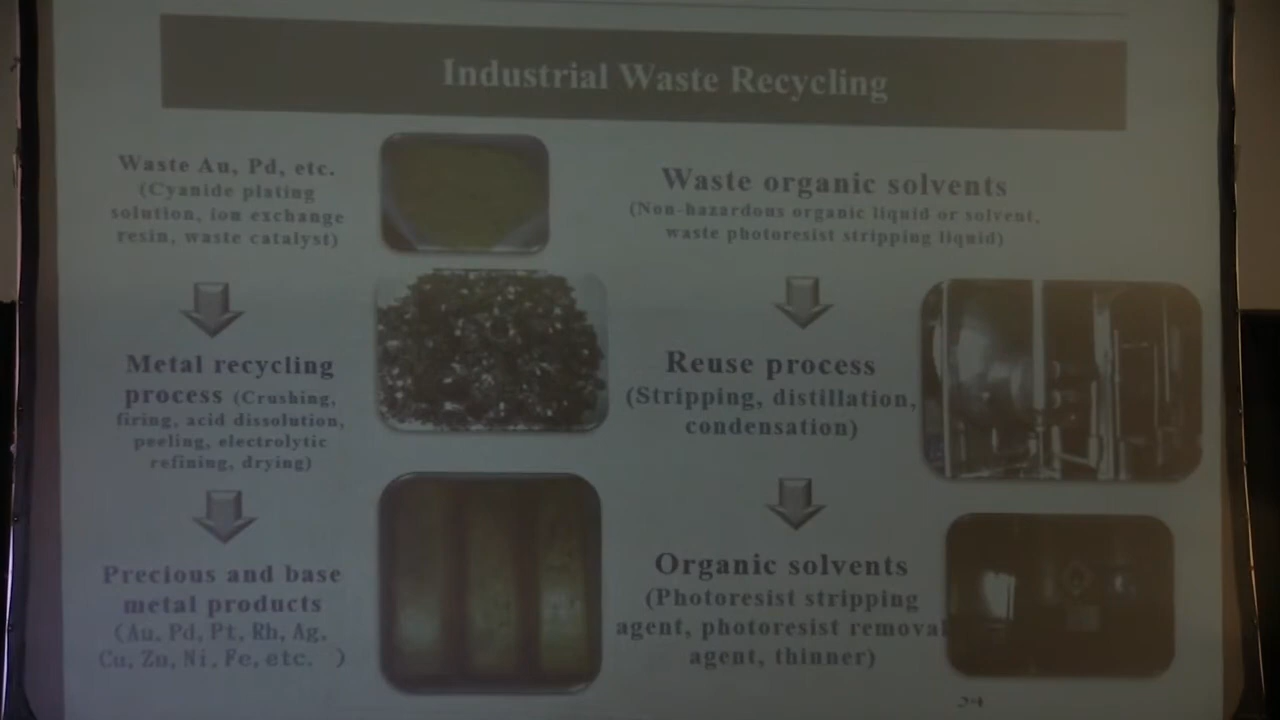 Industrial Waste Recycling
Waste Au, Pd, etc.
(Cyanide plating
solution, ion exchange
resin, waste catalyst)
Metal recycling
process (Crushing,
firing, acid dissolution,
peeling, electrolytic
refining, drying)
Precious and base
metal products
(Au, Pd, Pt, Rh, Ag,
Cu, Zn, Ni, Fe, etc. )
Waste organic solvents
(Non-hazardous organic liquid or solvent,
waste photoresist stripping liquid)
Reuse process
(Stripping, distillation,
condensation)
Organic solvents
(Photoresist stripping
agent, photoresist removal
agent, thinner)